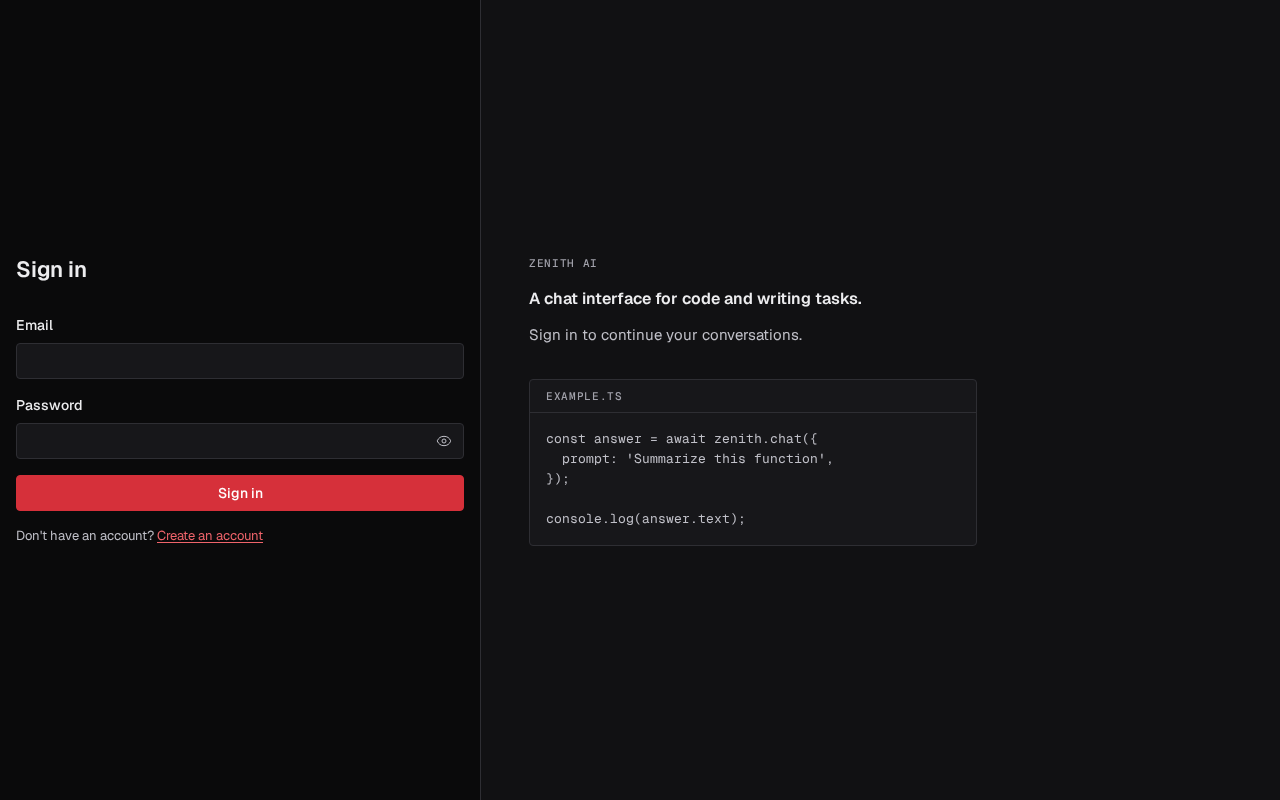 Sign in
Email
Password
Sign in
Don't have an account? Create an account
ZENITH AI
A chat interface for code and writing tasks.
Sign in to continue your conversations.
EXAMPLE.TS
const answer = await zenith.chat({
  prompt: 'Summarize this function',
});
console.log(answer.text);